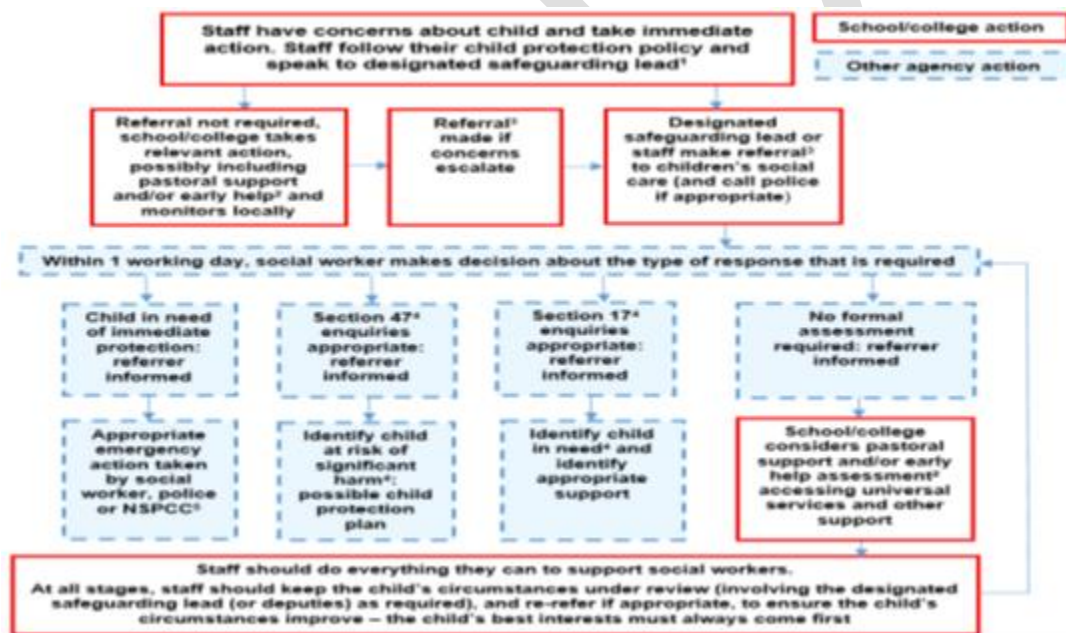 Staff have concerns about child and take immediate
action. Staff follow their child protection policy and
speak to designated safeguarding lead¹
School/college action
Other agency action
Referral not required,
school/college takes
relevant action,
possibly including
pastoral support
and/or early help² and
monitors locally
Referral³
made if
concerns
escalate
Designated
safeguarding lead or
staff make referral³
to children's social
care (and call police
if appropriate)
Within 1 working day, social worker makes decision about the type of response that is required
Child in need
of immediate
protection:
referrer
informed
Section 47⁴
enquiries
appropriate:
referrer
informed
Section 17⁴
enquiries
appropriate:
referrer
informed
No formal
assessment
required: referrer
informed
Appropriate
emergency
action taken
by social
worker, police
or NSPCC⁵
Identify child
at risk of
significant
harm⁴:
possible child
protection
plan
Identify child
in need⁴ and
identify
appropriate
support
School/college
considers pastoral
support and/or early
help assessment²
accessing universal
services and other
support
Staff should do everything they can to support social workers.
At all stages, staff should keep the child's circumstances under review (involving the designated
safeguarding lead (or deputies) as required), and re-refer if appropriate, to ensure the child's
circumstances improve – the child's best interests must always come first